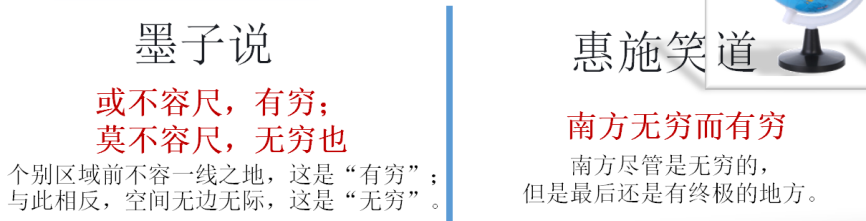 墨子说
或不容尺，有穷；
莫不容尺，无穷也
个别区域前不容一线之地，这是“有穷”；
与此相反，空间无边无际，这是“无穷”。
惠施笑道
南方无穷而有穷
南方尽管是无穷的，
但是最后还是有终极的地方。